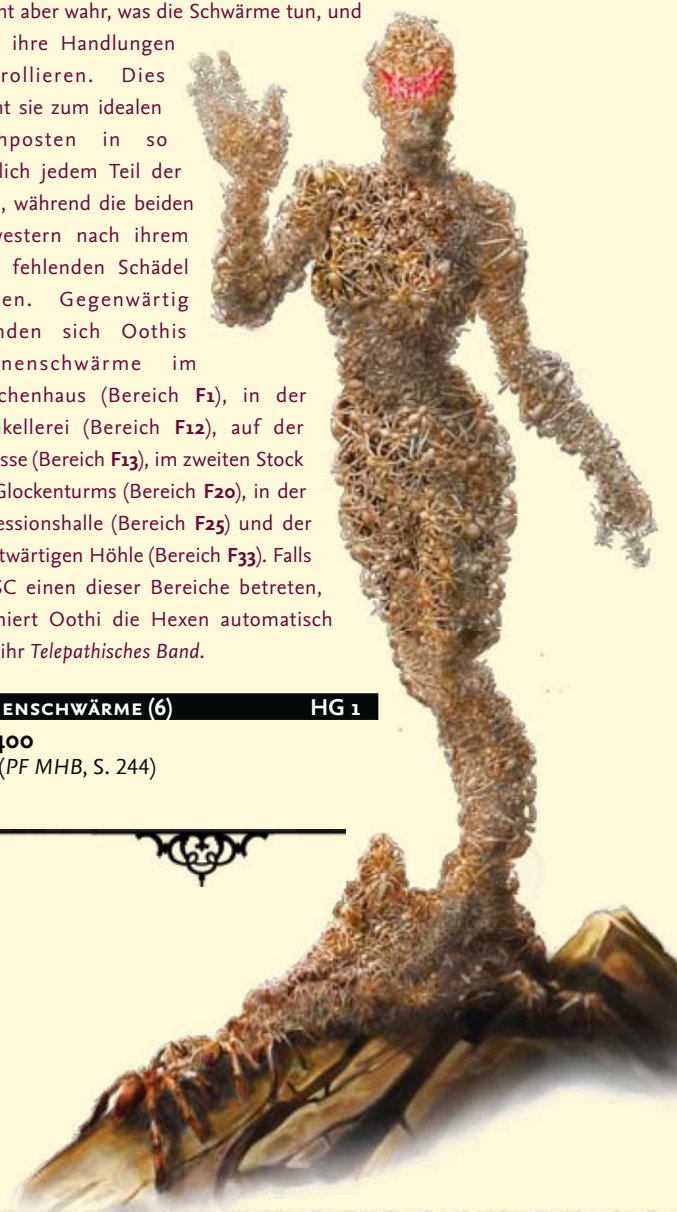 nt aber wahr, was die Schwärme tun, und
ihre Handlungen
rollieren. Dies
nt sie zum idealen
nposten in so
lich jedem Teil der
, während die beiden
western nach ihrem
fehlenden Schädel
en. Gegenwärtig
nden sich Oothis
nenschwärme im
chenhaus (Bereich F1), in der
nkellerei (Bereich F12), auf der
sse (Bereich F13), im zweiten Stock
Glockenturms (Bereich F20), in der
essionshalle (Bereich F25) und der
twärtigen Höhle (Bereich F33). Falls
SC einen dieser Bereiche betreten,
niert Oothi die Hexen automatisch
ihr Telepathisches Band.
ENSCHWÄRME (6) HG 1
400
(PF MHB, S. 244)